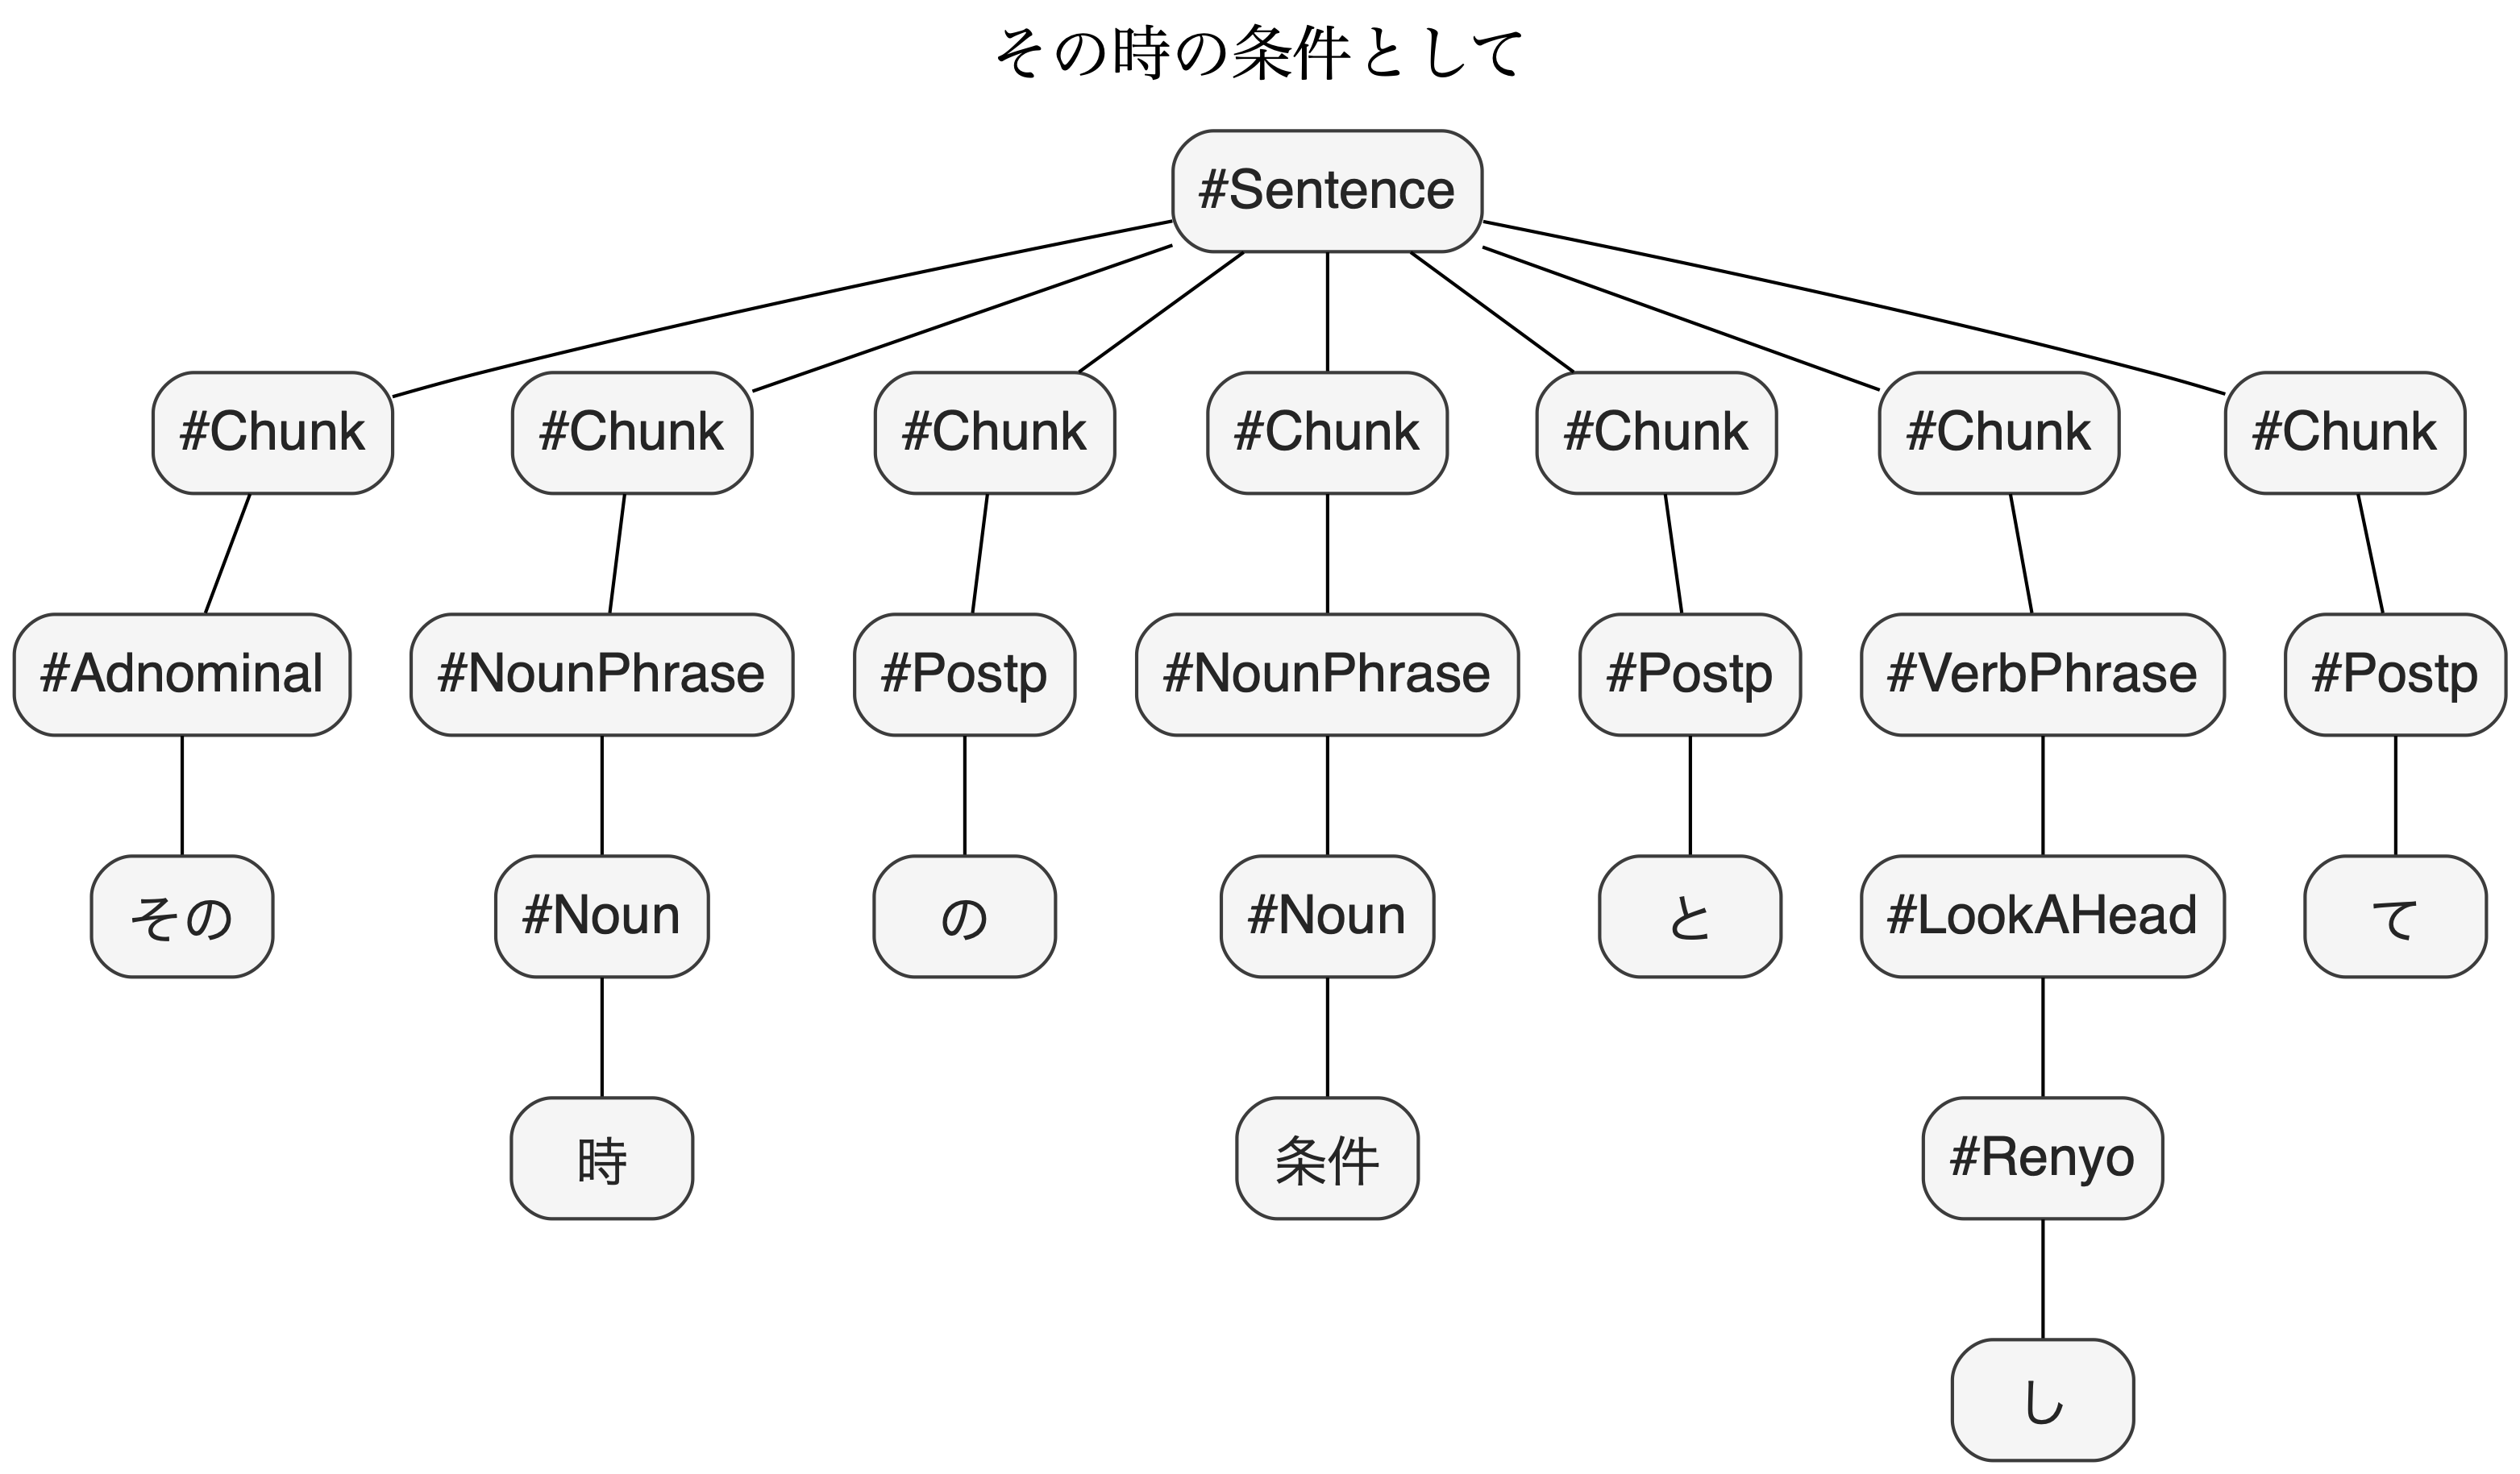 その時の条件として
#Sentence
#Chunk #Chunk #Chunk #Chunk #Chunk #Chunk #Chunk
#Adnominal #NounPhrase #Postp #NounPhrase #Postp #VerbPhrase #Postp
その #Noun の #Noun と #LookAHead て
時 条件 #Renyo
し